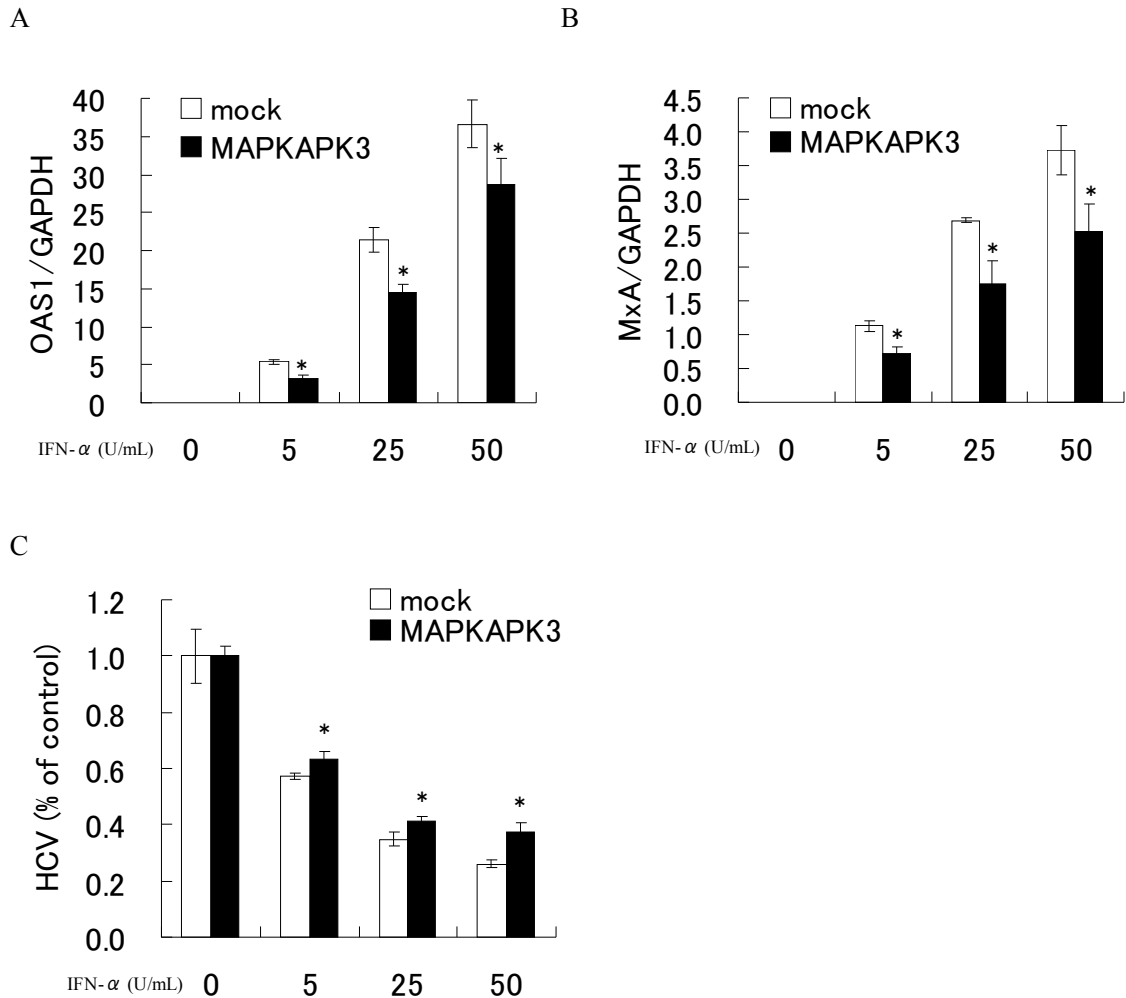 A
OAS1/GAPDH
40
35
30
25
20
15
10
5
0
mock
MAPKAPK3
*
*
*
IFN-α (U/mL) 0 5 25 50
B
MxA/GAPDH
4.5
4.0
3.5
3.0
2.5
2.0
1.5
1.0
0.5
0.0
mock
MAPKAPK3
*
*
*
IFN-α (U/mL) 0 5 25 50
C
HCV (% of control)
1.2
1.0
0.8
0.6
0.4
0.2
0.0
mock
MAPKAPK3
*
*
*
IFN-α (U/mL) 0 5 25 50